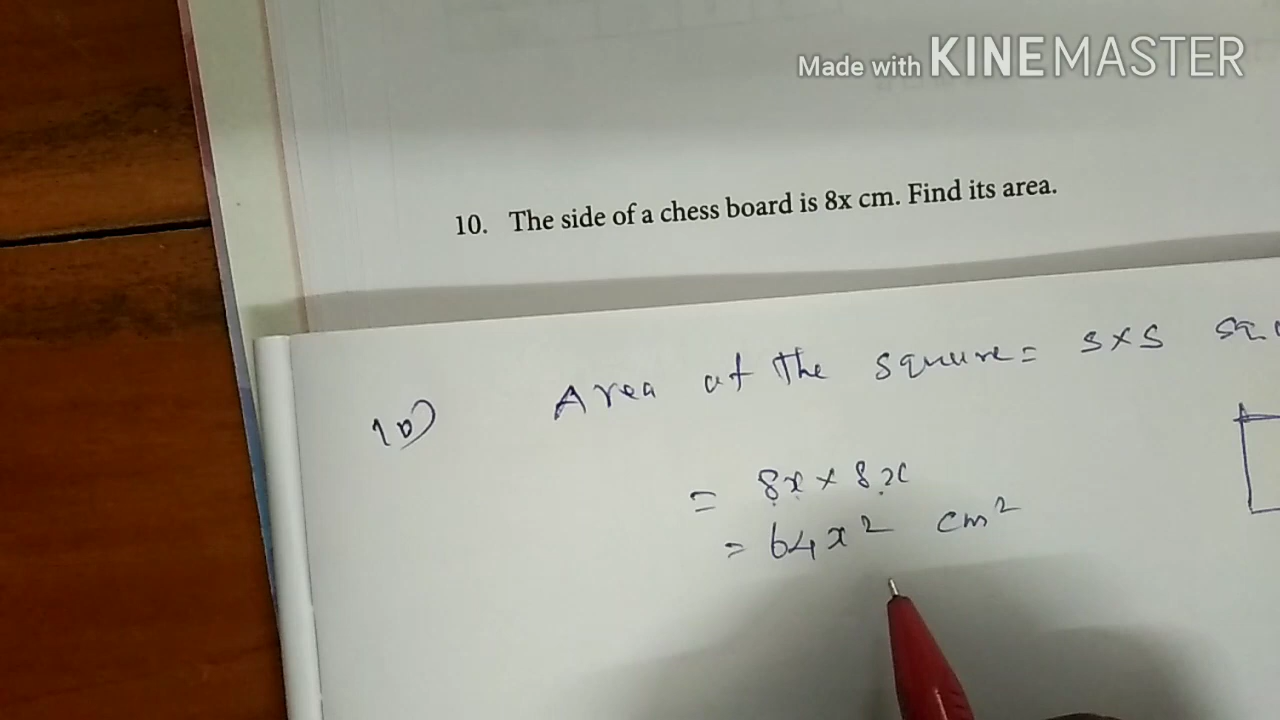 Made with KINEMASTER
10. The side of a chess board is 8x cm. Find its area.
10) Area of the square = s×s
= 8x × 8x
= 64x² cm²